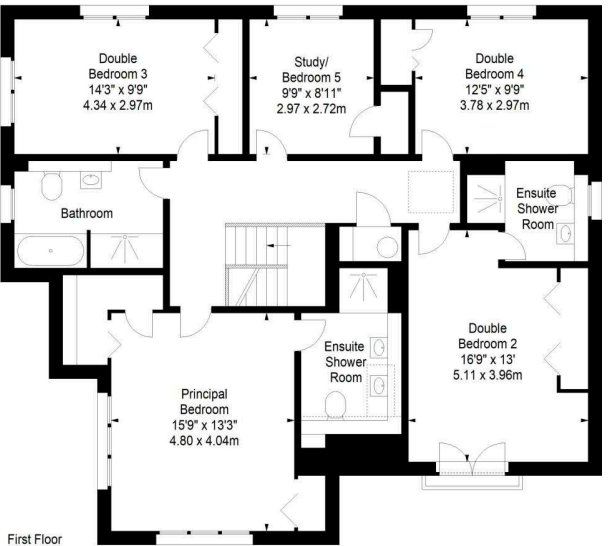 Double
Bedroom 3
14'3" x 9'9"
4.34 x 2.97m
Study/
Bedroom 5
9'9" x 8'11"
2.97 x 2.72m
Double
Bedroom 4
12'5" x 9'9"
3.78 x 2.97m
Bathroom
Ensuite
Shower
Room
Principal
Bedroom
15'9" x 13'3"
4.80 x 4.04m
Ensuite
Shower
Room
Double
Bedroom 2
16'9" x 13'
5.11 x 3.96m
First Floor